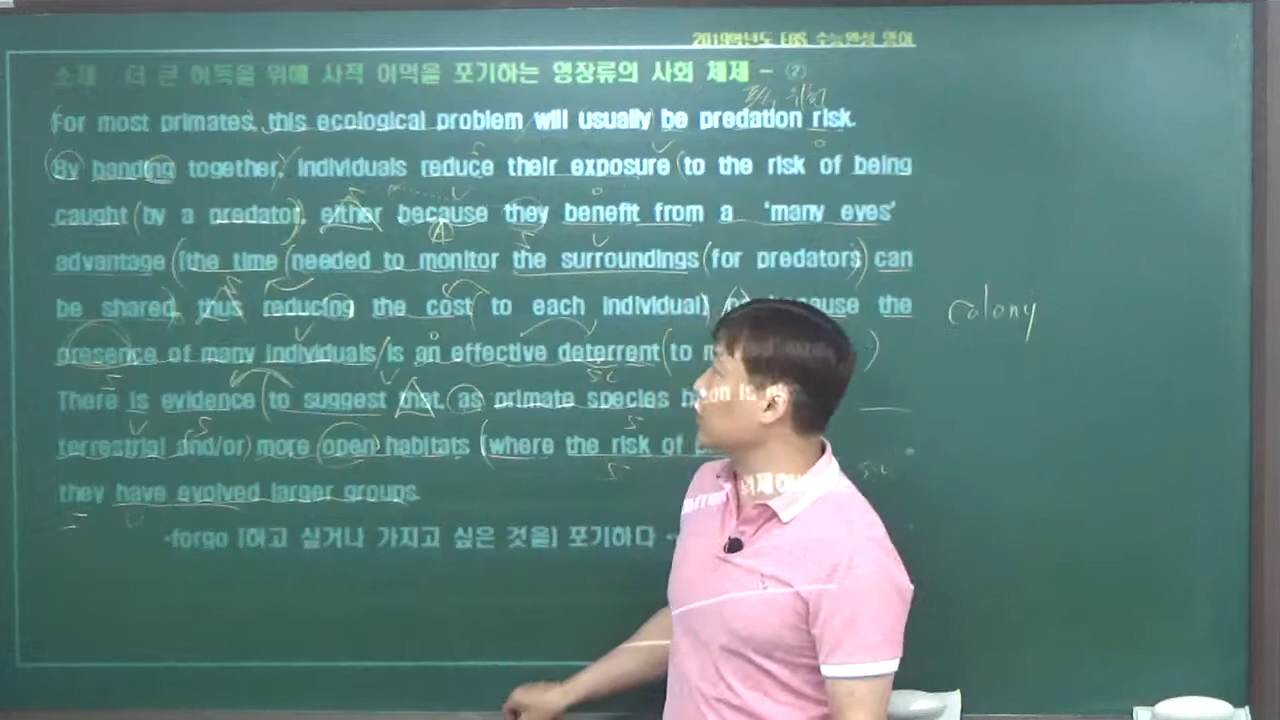 2019학년도 EBS 수능완성 영어
소재 더 큰 이득을 위해 사적 이익을 포기하는 영장류의 사회 체제 - ②
위험
For most primates, this ecological problem will usually be predation risk.
By banding together, individuals reduce their exposure to the risk of being
caught by a predator, either because they benefit from a 'many eyes'
advantage (the time needed to monitor the surroundings for predators can
be shared, thus reducing the cost to each individual) because the
presence of many individuals is an effective deterrent to
colony
There is evidence to suggest that, as primate species
terrestrial and/or more open habitats (where the risk of
they have evolved larger groups.
-forgo [하고 싶거나 가지고 싶은 것을] 포기하다